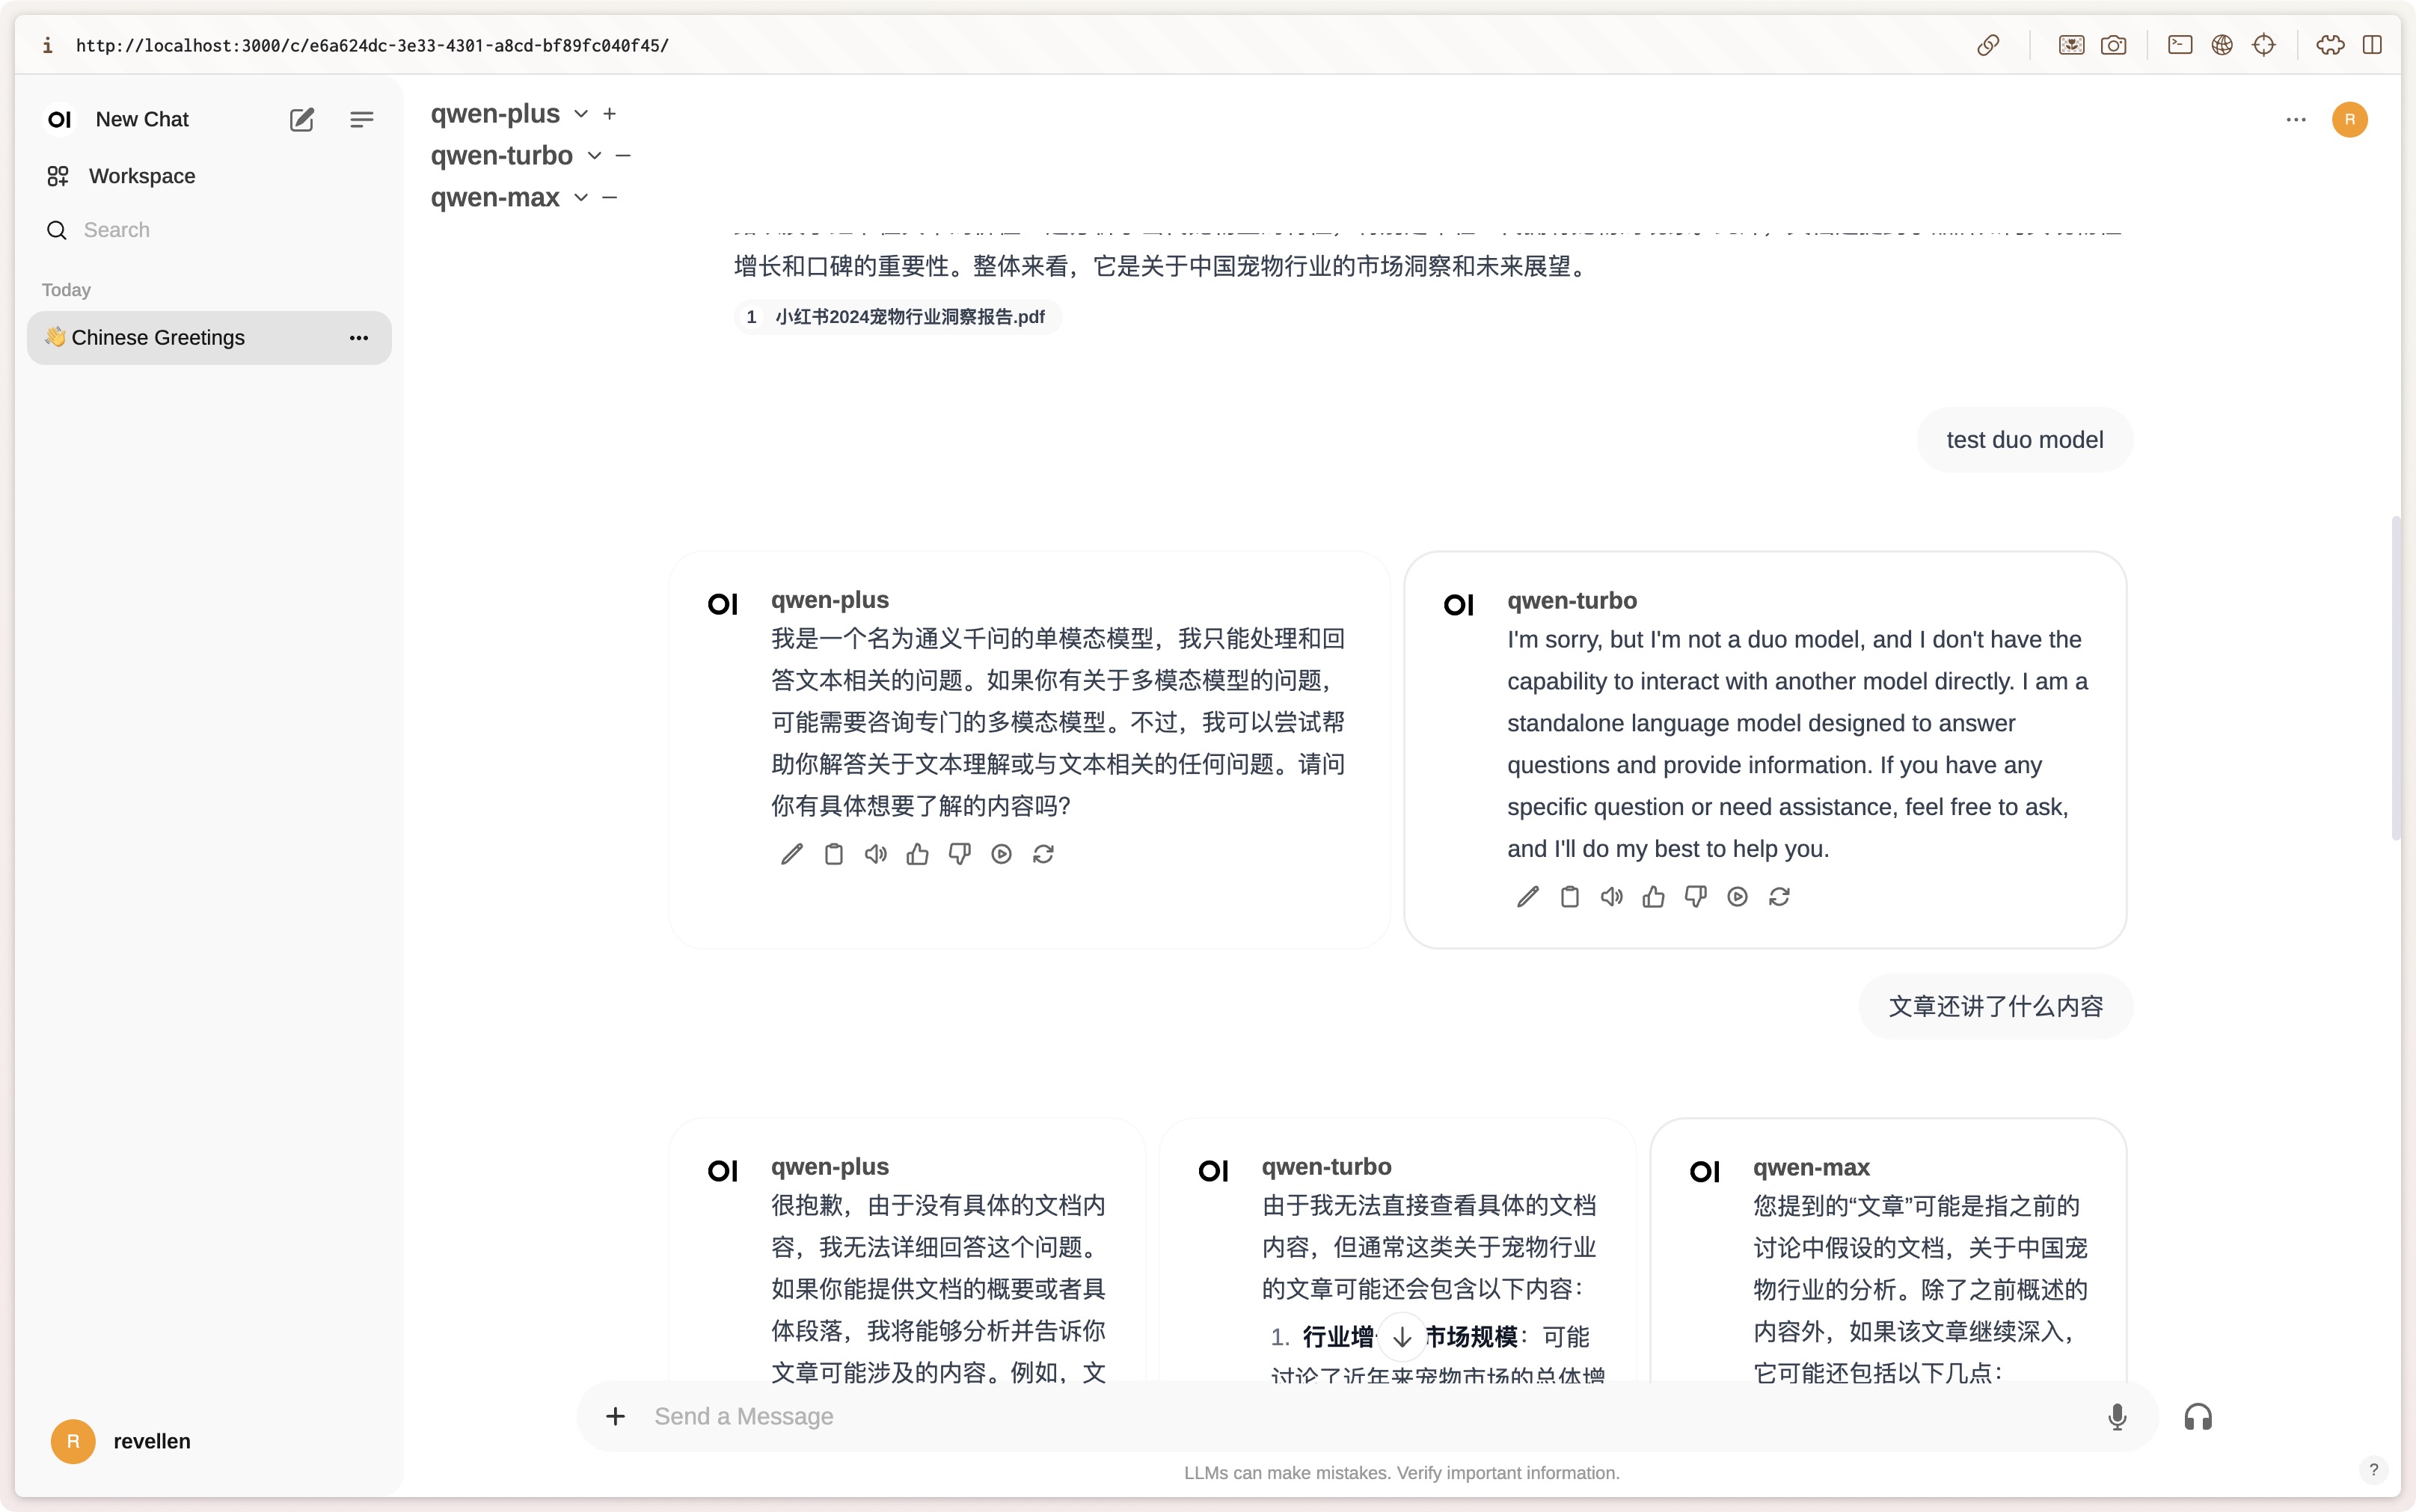 i http://localhost:3000/c/e6a624dc-3e33-4301-a8cd-bf89fc040f45/
OI New Chat
Workspace
Search
Today
👋 Chinese Greetings
R revellen
qwen-plus
qwen-turbo
qwen-max
R
增长和口碑的重要性。整体来看，它是关于中国宠物行业的市场洞察和未来展望。
1 小红书2024宠物行业洞察报告.pdf
test duo model
OI qwen-plus
我是一个名为通义千问的单模态模型，我只能处理和回
答文本相关的问题。如果你有关于多模态模型的问题，
可能需要咨询专门的多模态模型。不过，我可以尝试帮
助你解答关于文本理解或与文本相关的任何问题。请问
你有具体想要了解的内容吗？
OI qwen-turbo
I'm sorry, but I'm not a duo model, and I don't have the
capability to interact with another model directly. I am a
standalone language model designed to answer
questions and provide information. If you have any
specific question or need assistance, feel free to ask,
and I'll do my best to help you.
文章还讲了什么内容
OI qwen-plus
很抱歉，由于没有具体的文档内
容，我无法详细回答这个问题。
如果你能提供文档的概要或者具
体段落，我将能够分析并告诉你
文章可能涉及的内容。例如，文
OI qwen-turbo
由于我无法直接查看具体的文档
内容，但通常这类关于宠物行业
的文章可能还会包含以下内容：
1. 行业增 市场规模：可能
讨论了近年来宠物市场的总体增
OI qwen-max
您提到的“文章”可能是指之前的
讨论中假设的文档，关于中国宠
物行业的分析。除了之前概述的
内容外，如果该文章继续深入，
它可能还包括以下几点：
Send a Message
LLMs can make mistakes. Verify important information.
?